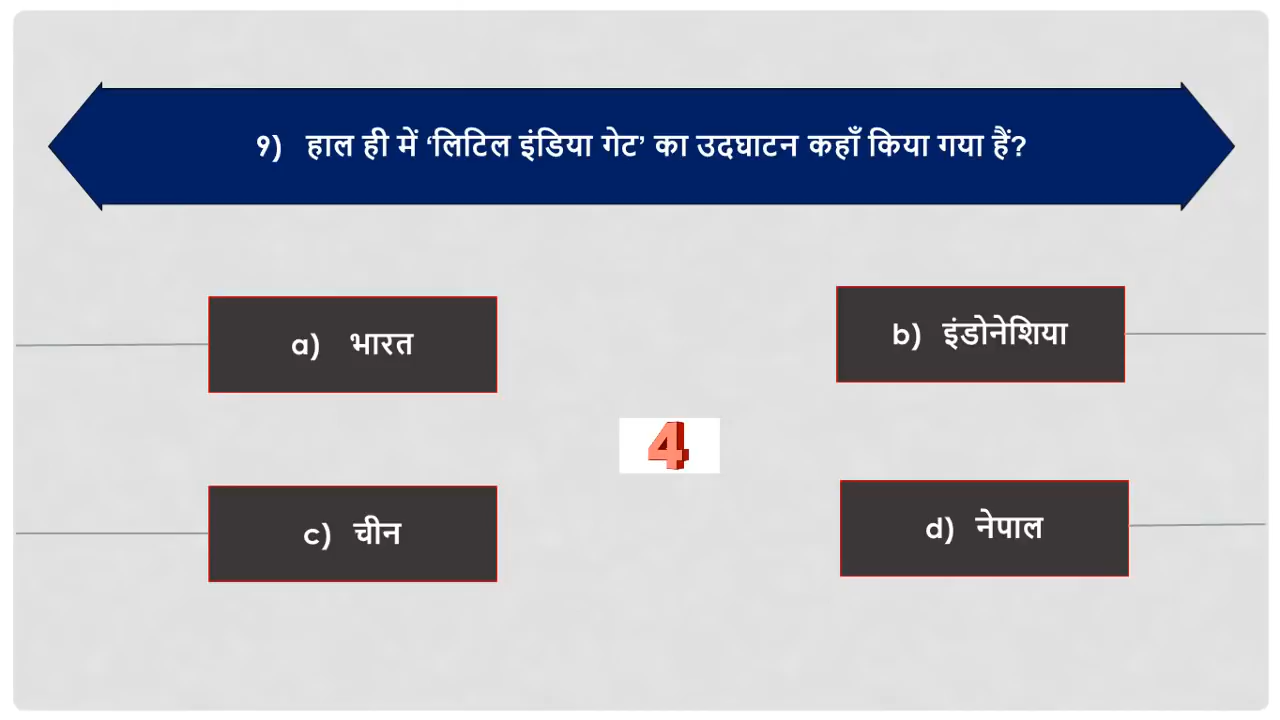 9) हाल ही में ‘लिटिल इंडिया गेट’ का उदघाटन कहाँ किया गया हैं?
a) भारत
b) इंडोनेशिया
4
c) चीन
d) नेपाल